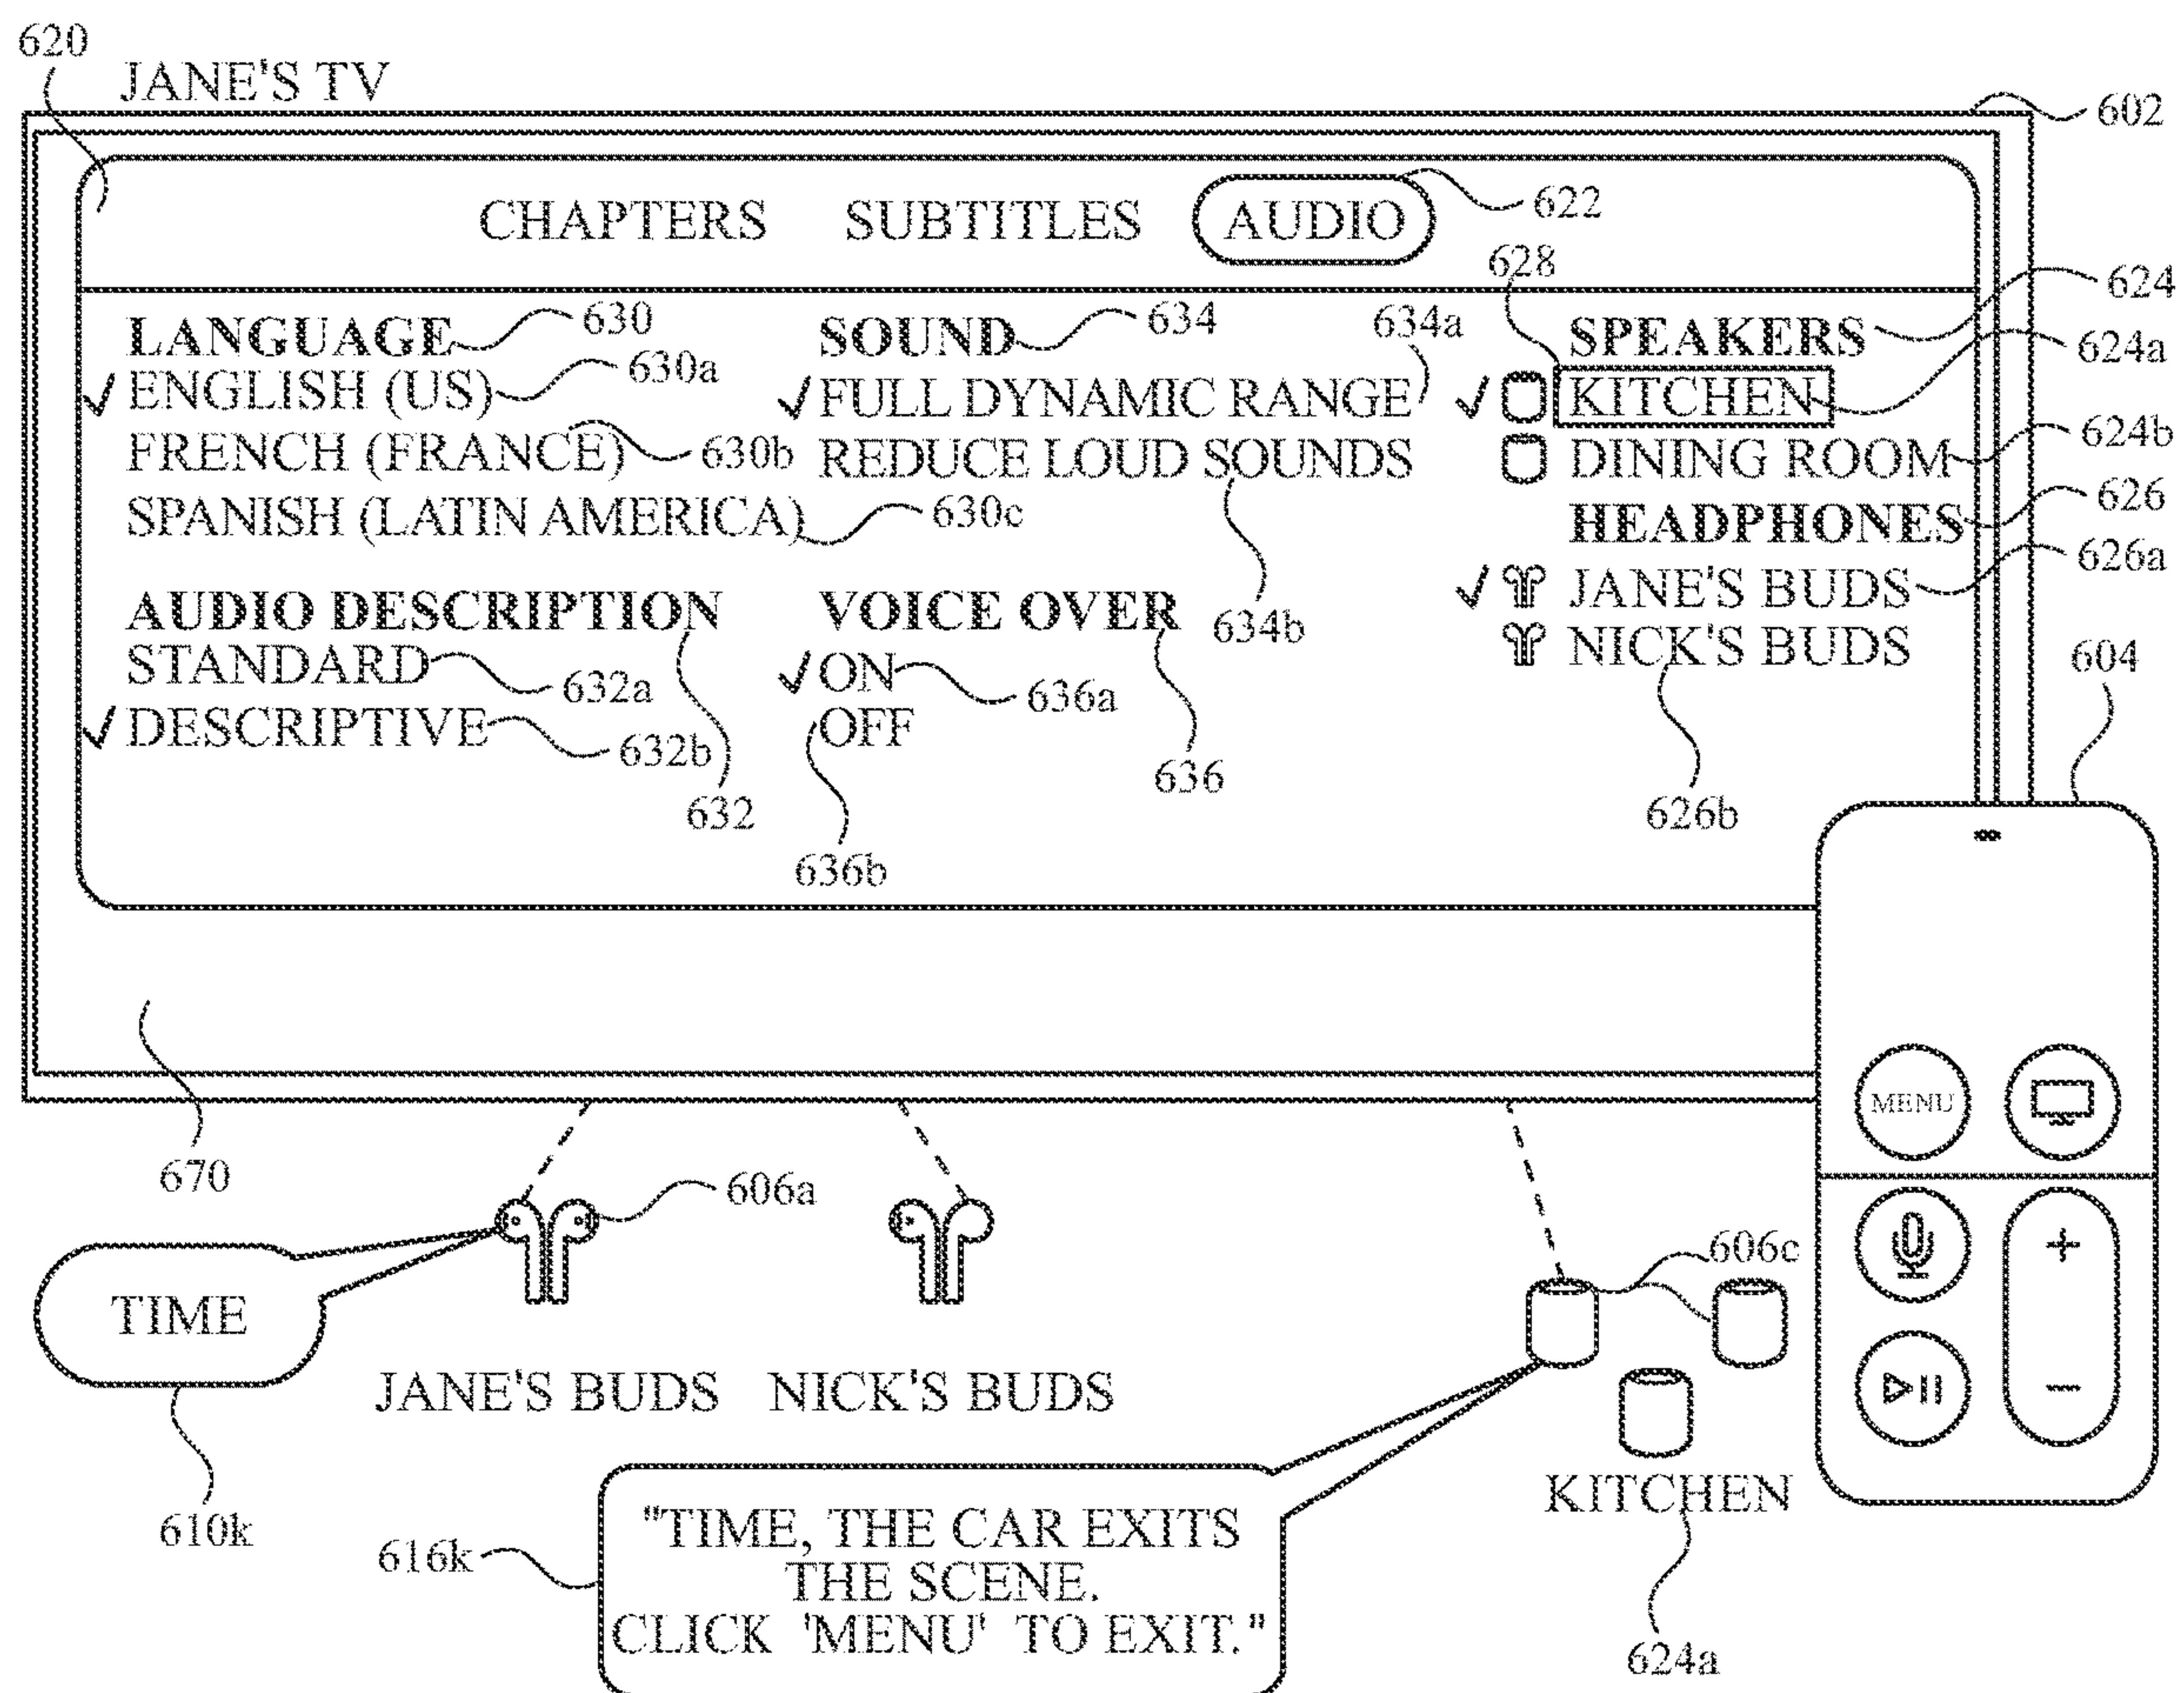 620
JANE'S TV
602
CHAPTERS SUBTITLES AUDIO
622
628
624
LANGUAGE 630
SOUND 634
634a
SPEAKERS
624a
ENGLISH (US) 630a
FULL DYNAMIC RANGE
KITCHEN
FRENCH (FRANCE) 630b
REDUCE LOUD SOUNDS
DINING ROOM
624b
SPANISH (LATIN AMERICA) 630c
HEADPHONES
626
626a
JANE'S BUDS
AUDIO DESCRIPTION
VOICE OVER
634b
NICK'S BUDS
604
STANDARD 632a
ON 636a
DESCRIPTIVE 632b
OFF
632
636
626b
636b
MENU
670
606a
606c
TIME
JANE'S BUDS NICK'S BUDS
KITCHEN
610k
616k
"TIME, THE CAR EXITS
THE SCENE.
CLICK 'MENU' TO EXIT."
624a